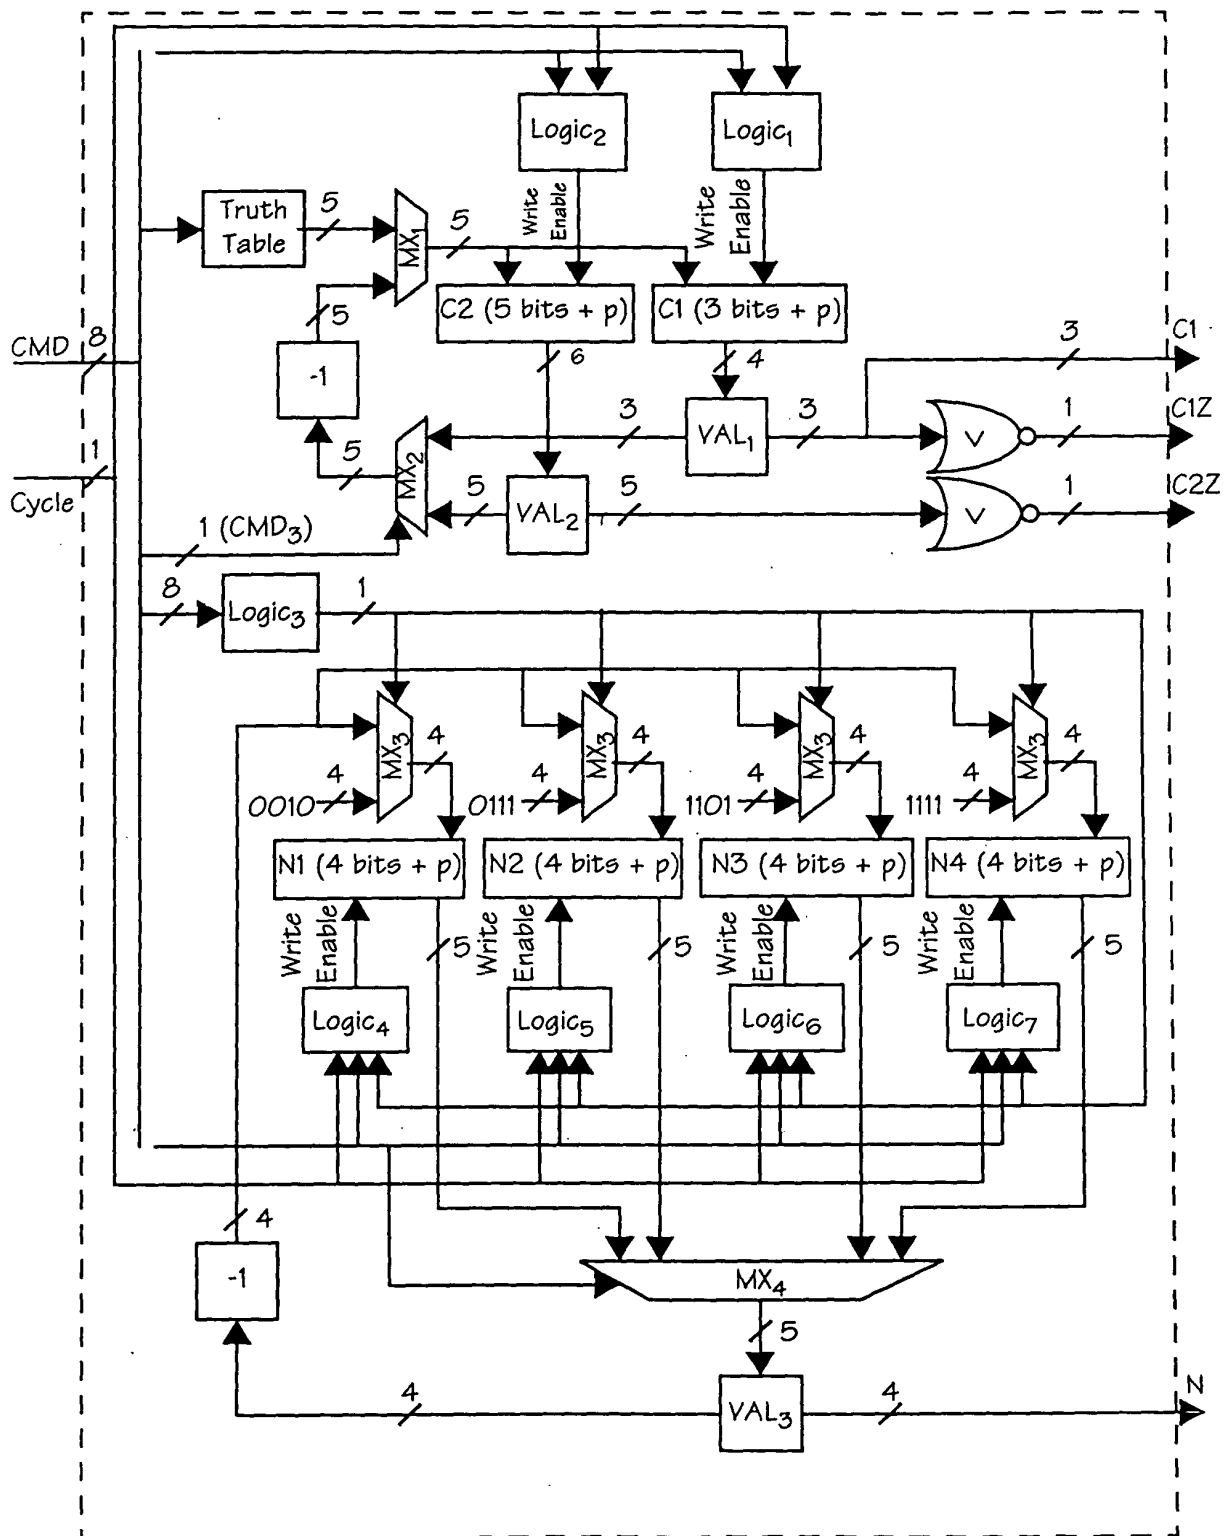 Logic2
Logic1
Write
Enable
Write
Enable
Truth
Table
5
MX1
5
C2 (5 bits + p)
C1 (3 bits + p)
5
-1
6
4
CMD
8
3
C1
3
VAL1
3
V
1
C1Z
MX2
5
1
Cycle
5
VAL2
5
V
1
C2Z
1 (CMD3)
8
Logic3
1
MX3
4
MX3
4
MX3
4
MX3
4
4
0010
4
0111
4
1101
4
1111
N1 (4 bits + p)
N2 (4 bits + p)
N3 (4 bits + p)
N4 (4 bits + p)
Write
Enable
5
Write
Enable
5
Write
Enable
5
Write
Enable
5
Logic4
Logic5
Logic6
Logic7
4
-1
MX4
5
4
VAL3
4
N